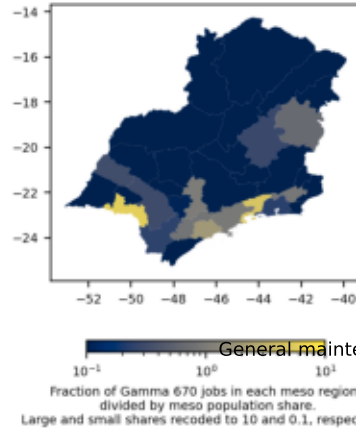 −14
−16
−18
−20
−22
−24
−52 −50 −48 −46 −44 −42 −40
10⁻¹ 10⁰ 10¹
General mainte
Fraction of Gamma 670 jobs in each meso region
divided by meso population share.
Large and small shares recoded to 10 and 0.1, respec